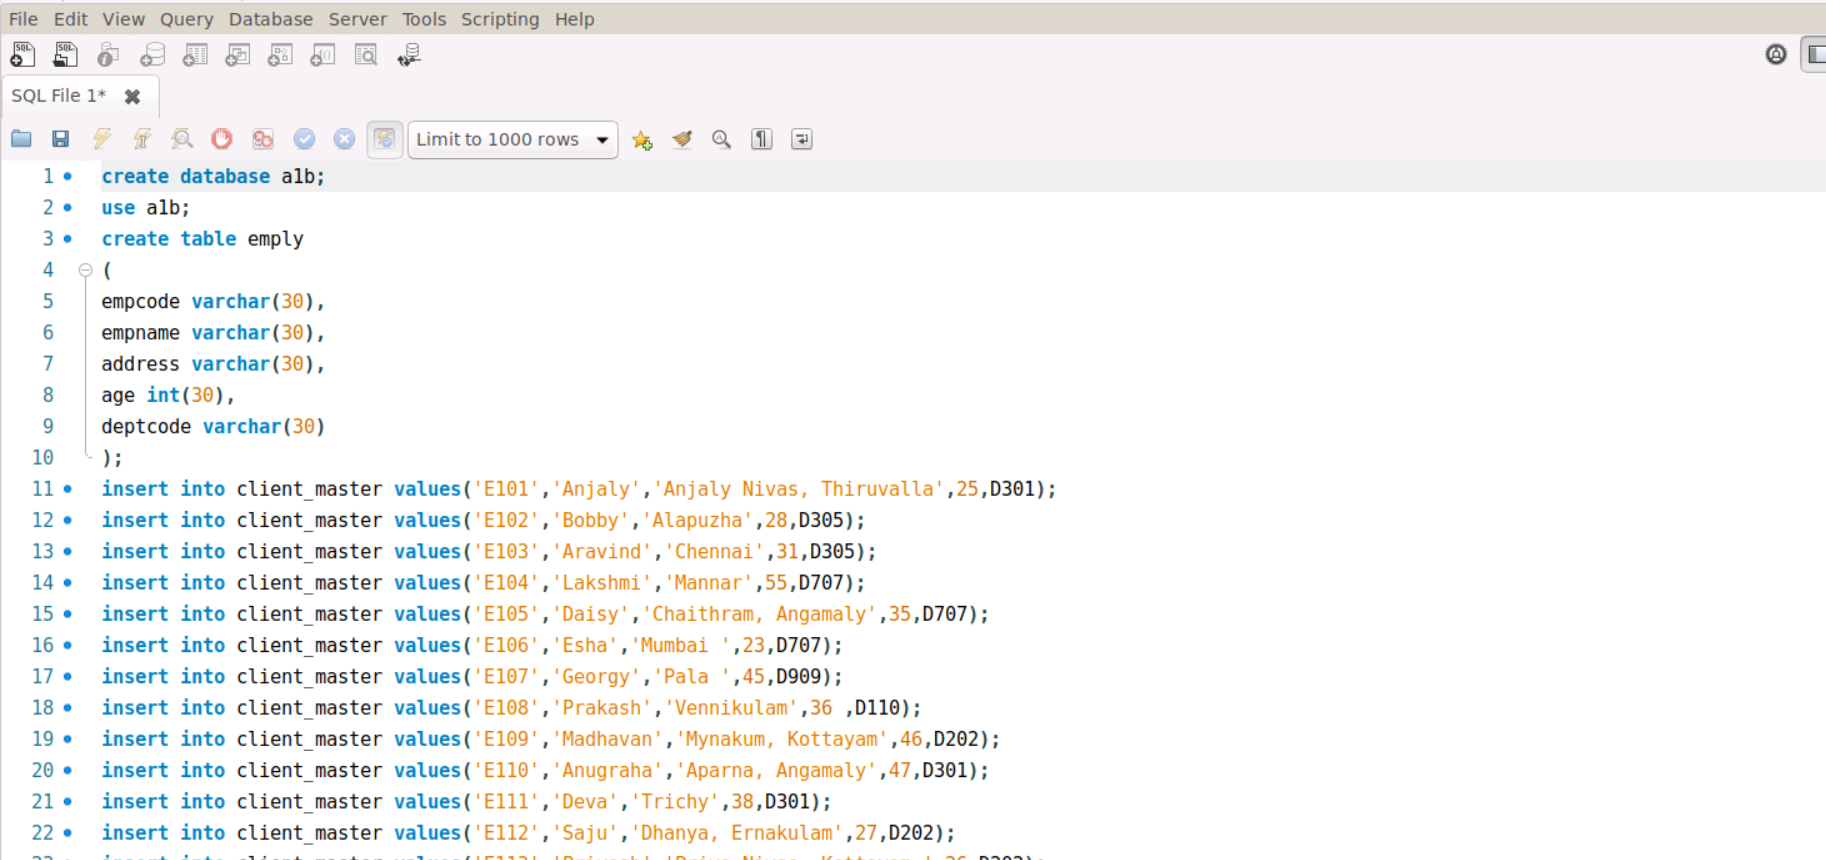 File Edit View Query Database Server Tools Scripting Help
SQL File 1*
Limit to 1000 rows
1 create database a1b;
2 use a1b;
3 create table emply
4 (
5 empcode varchar(30),
6 empname varchar(30),
7 address varchar(30),
8 age int(30),
9 deptcode varchar(30)
10 );
11 insert into client_master values('E101','Anjaly','Anjaly Nivas, Thiruvalla',25,D301);
12 insert into client_master values('E102','Bobby','Alapuzha',28,D305);
13 insert into client_master values('E103','Aravind','Chennai',31,D305);
14 insert into client_master values('E104','Lakshmi','Mannar',55,D707);
15 insert into client_master values('E105','Daisy','Chaithram, Angamaly',35,D707);
16 insert into client_master values('E106','Esha','Mumbai ',23,D707);
17 insert into client_master values('E107','Georgy','Pala ',45,D909);
18 insert into client_master values('E108','Prakash','Vennikulam',36 ,D110);
19 insert into client_master values('E109','Madhavan','Mynakum, Kottayam',46,D202);
20 insert into client_master values('E110','Anugraha','Aparna, Angamaly',47,D301);
21 insert into client_master values('E111','Deva','Trichy',38,D301);
22 insert into client_master values('E112','Saju','Dhanya, Ernakulam',27,D202);